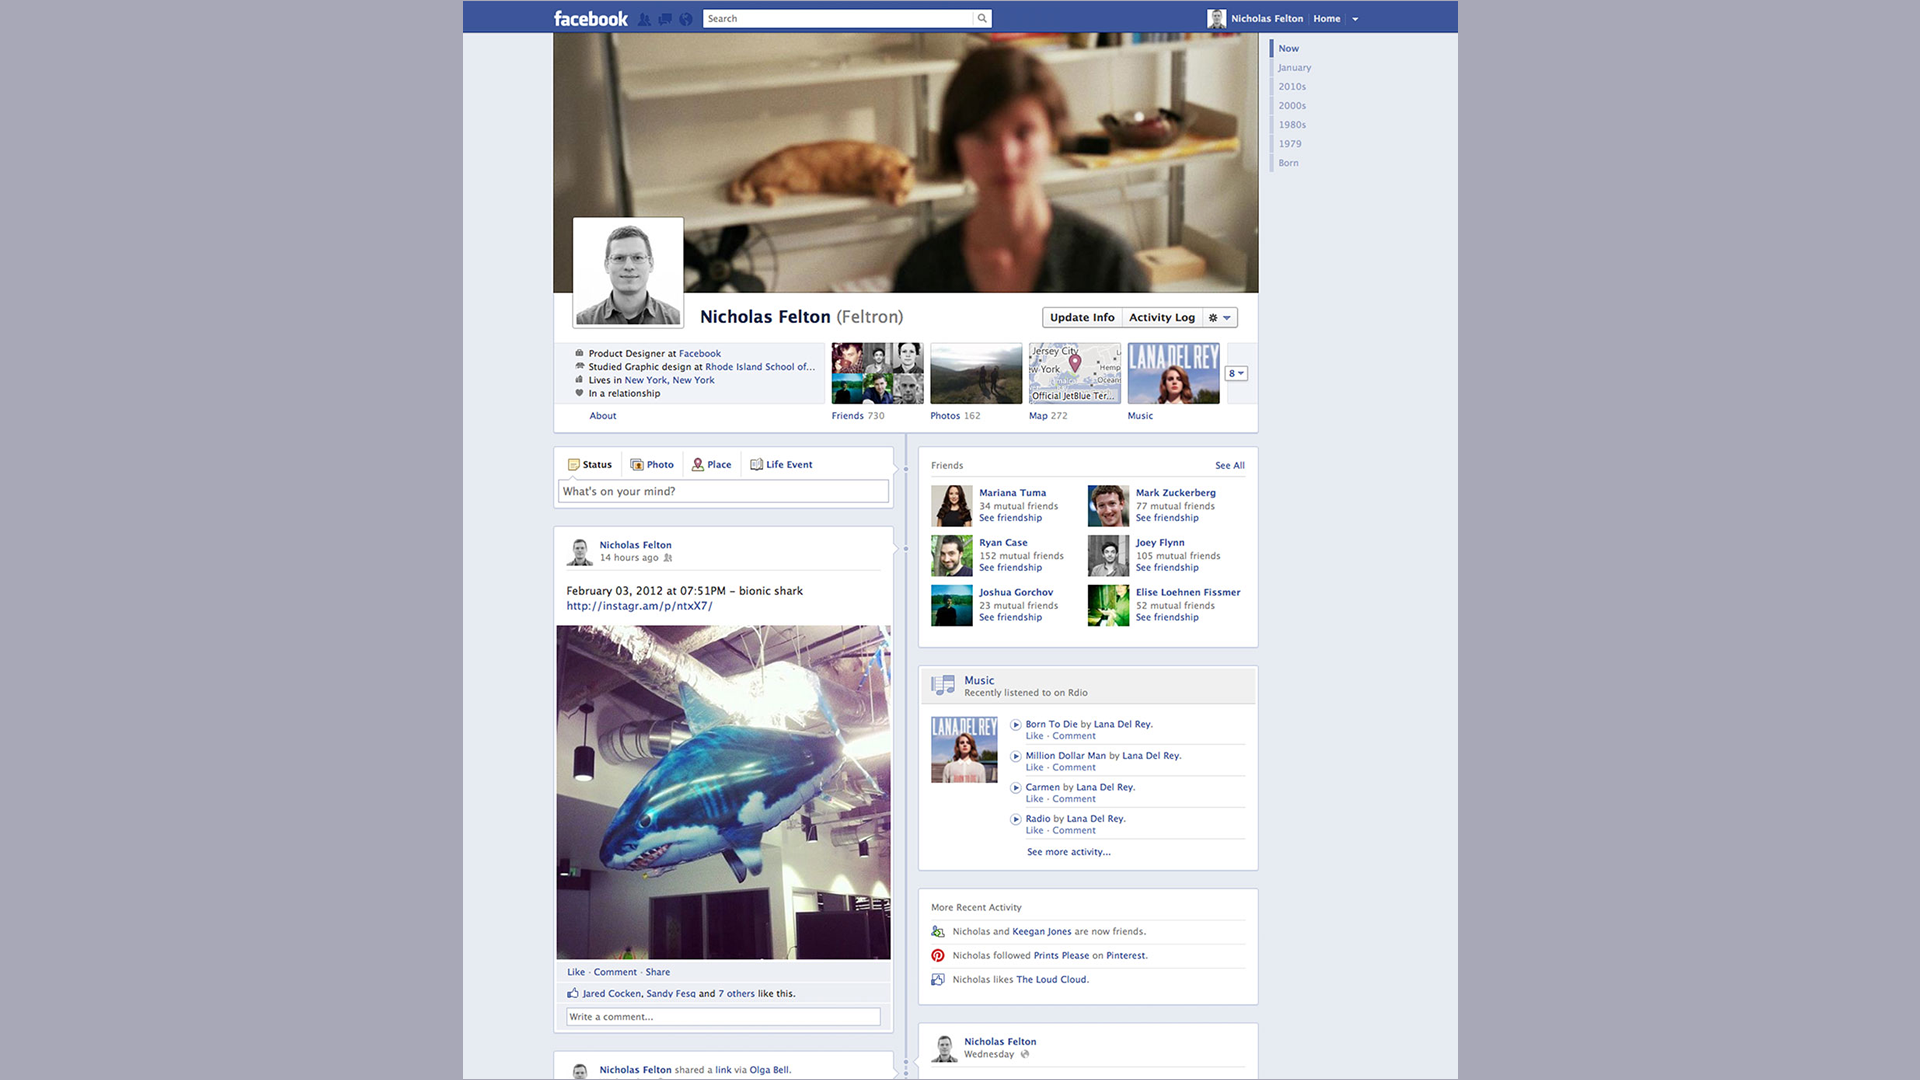 facebook
Search
Nicholas Felton
Home
Now
January
2010s
2000s
1980s
1979
Born
Nicholas Felton (Feltron)
Update Info
Activity Log
Product Designer at Facebook
Studied Graphic design at Rhode Island School of...
Lives in New York, New York
In a relationship
About
Jersey City
ew York
Hemp
Jamaica
Ocean
Official JetBlue Ter...
LANA DEL REY
8
Friends 730
Photos 162
Map 272
Music
Status
Photo
Place
Life Event
What's on your mind?
Nicholas Felton
14 hours ago
February 03, 2012 at 07:51PM – bionic shark
http://instagr.am/p/ntxX7/
Like · Comment · Share
Jared Cocken, Sandy Fesq and 7 others like this.
Write a comment...
Nicholas Felton shared a link via Olga Bell.
Friends
See All
Mariana Tuma
34 mutual friends
See friendship
Mark Zuckerberg
77 mutual friends
See friendship
Ryan Case
152 mutual friends
See friendship
Joey Flynn
105 mutual friends
See friendship
Joshua Gorchov
23 mutual friends
See friendship
Elise Loehnen Fissmer
52 mutual friends
See friendship
Music
Recently listened to on Rdio
LANA DEL REY
BORN TO DIE
Born To Die by Lana Del Rey.
Like · Comment
Million Dollar Man by Lana Del Rey.
Like · Comment
Carmen by Lana Del Rey.
Like · Comment
Radio by Lana Del Rey.
Like · Comment
See more activity...
More Recent Activity
Nicholas and Keegan Jones are now friends.
Nicholas followed Prints Please on Pinterest.
Nicholas likes The Loud Cloud.
Nicholas Felton
Wednesday